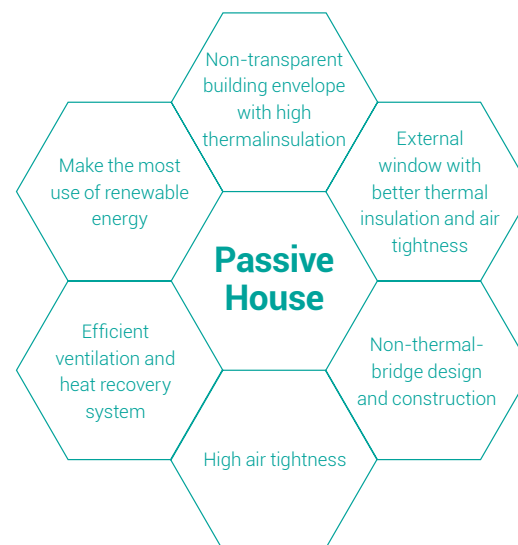 Non-transparent
building envelope
with high
thermalinsulation
External
window with
better thermal
insulation and air
tightness
Make the most
use of renewable
energy
Passive
House
Efficient
ventilation and
heat recovery
system
Non-thermal-
bridge design
and construction
High air tightness